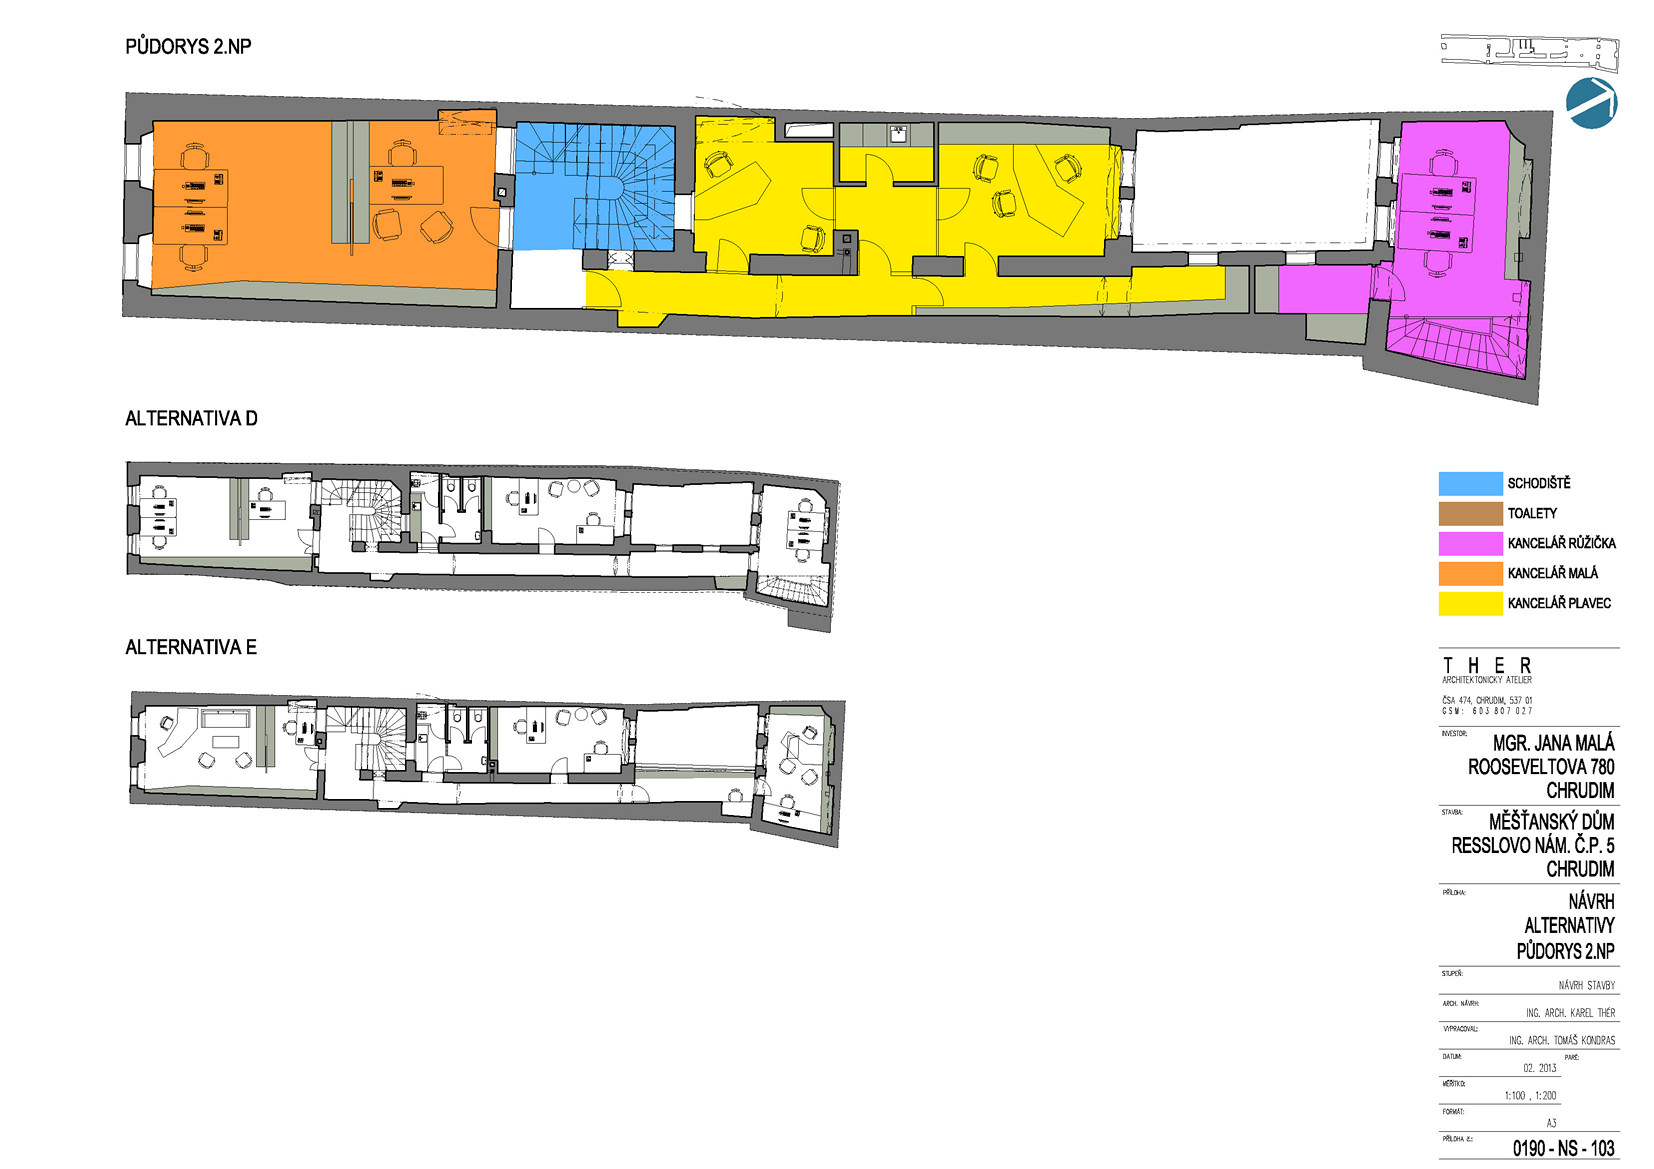 PŮDORYS 2.NP
ALTERNATIVA D
ALTERNATIVA E
SCHODIŠTĚ
TOALETY
KANCELÁŘ RŮŽIČKA
KANCELÁŘ MALÁ
KANCELÁŘ PLAVEC
THER
ARCHITEKTONICKÝ ATELIER
ČSA 474, CHRUDIM, 537 01
GSM: 603 807 027
INVESTOR:
MGR. JANA MALÁ
ROOSEVELTOVA 780
CHRUDIM
STAVBA:
MĚŠŤANSKÝ DŮM
RESSLOVO NÁM. Č.P. 5
CHRUDIM
PŘÍLOHA:
NÁVRH
ALTERNATIVY
PŮDORYS 2.NP
STUPEŇ:
NÁVRH STAVBY
ARCH. NÁVRH:
ING. ARCH. KAREL THÉR
VYPRACOVAL:
ING. ARCH. TOMÁŠ KONDRAS
DATUM: PARÉ:
02. 2013
MĚŘÍTKO:
1:100 , 1:200
FORMÁT:
A3
PŘÍLOHA č.:
0190 - NS - 103